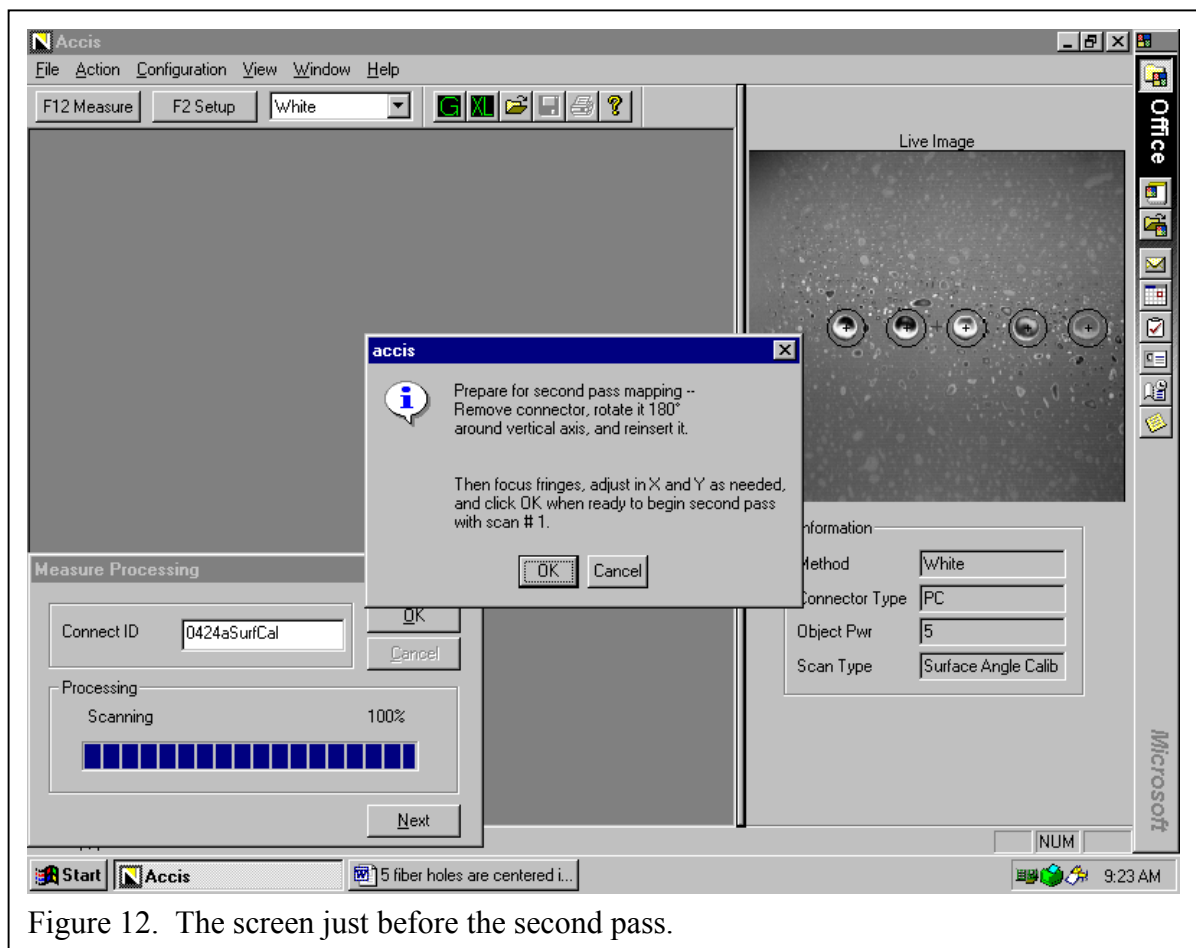 Accis
File Action Configuration View Window Help
F12 Measure F2 Setup White
G XL ?
Live Image
Office
accis
Prepare for second pass mapping --
Remove connector, rotate it 180°
around vertical axis, and reinsert it.
Then focus fringes, adjust in X and Y as needed,
and click OK when ready to begin second pass
with scan # 1.
OK Cancel
Measure Processing
Connect ID 0424aSurfCal
OK
Cancel
Processing
Scanning 100%
Next
Information
Method White
Connector Type PC
Object Pwr 5
Scan Type Surface Angle Calib
Microsoft
NUM
Start Accis 5 fiber holes are centered i... 9:23 AM
Figure 12. The screen just before the second pass.